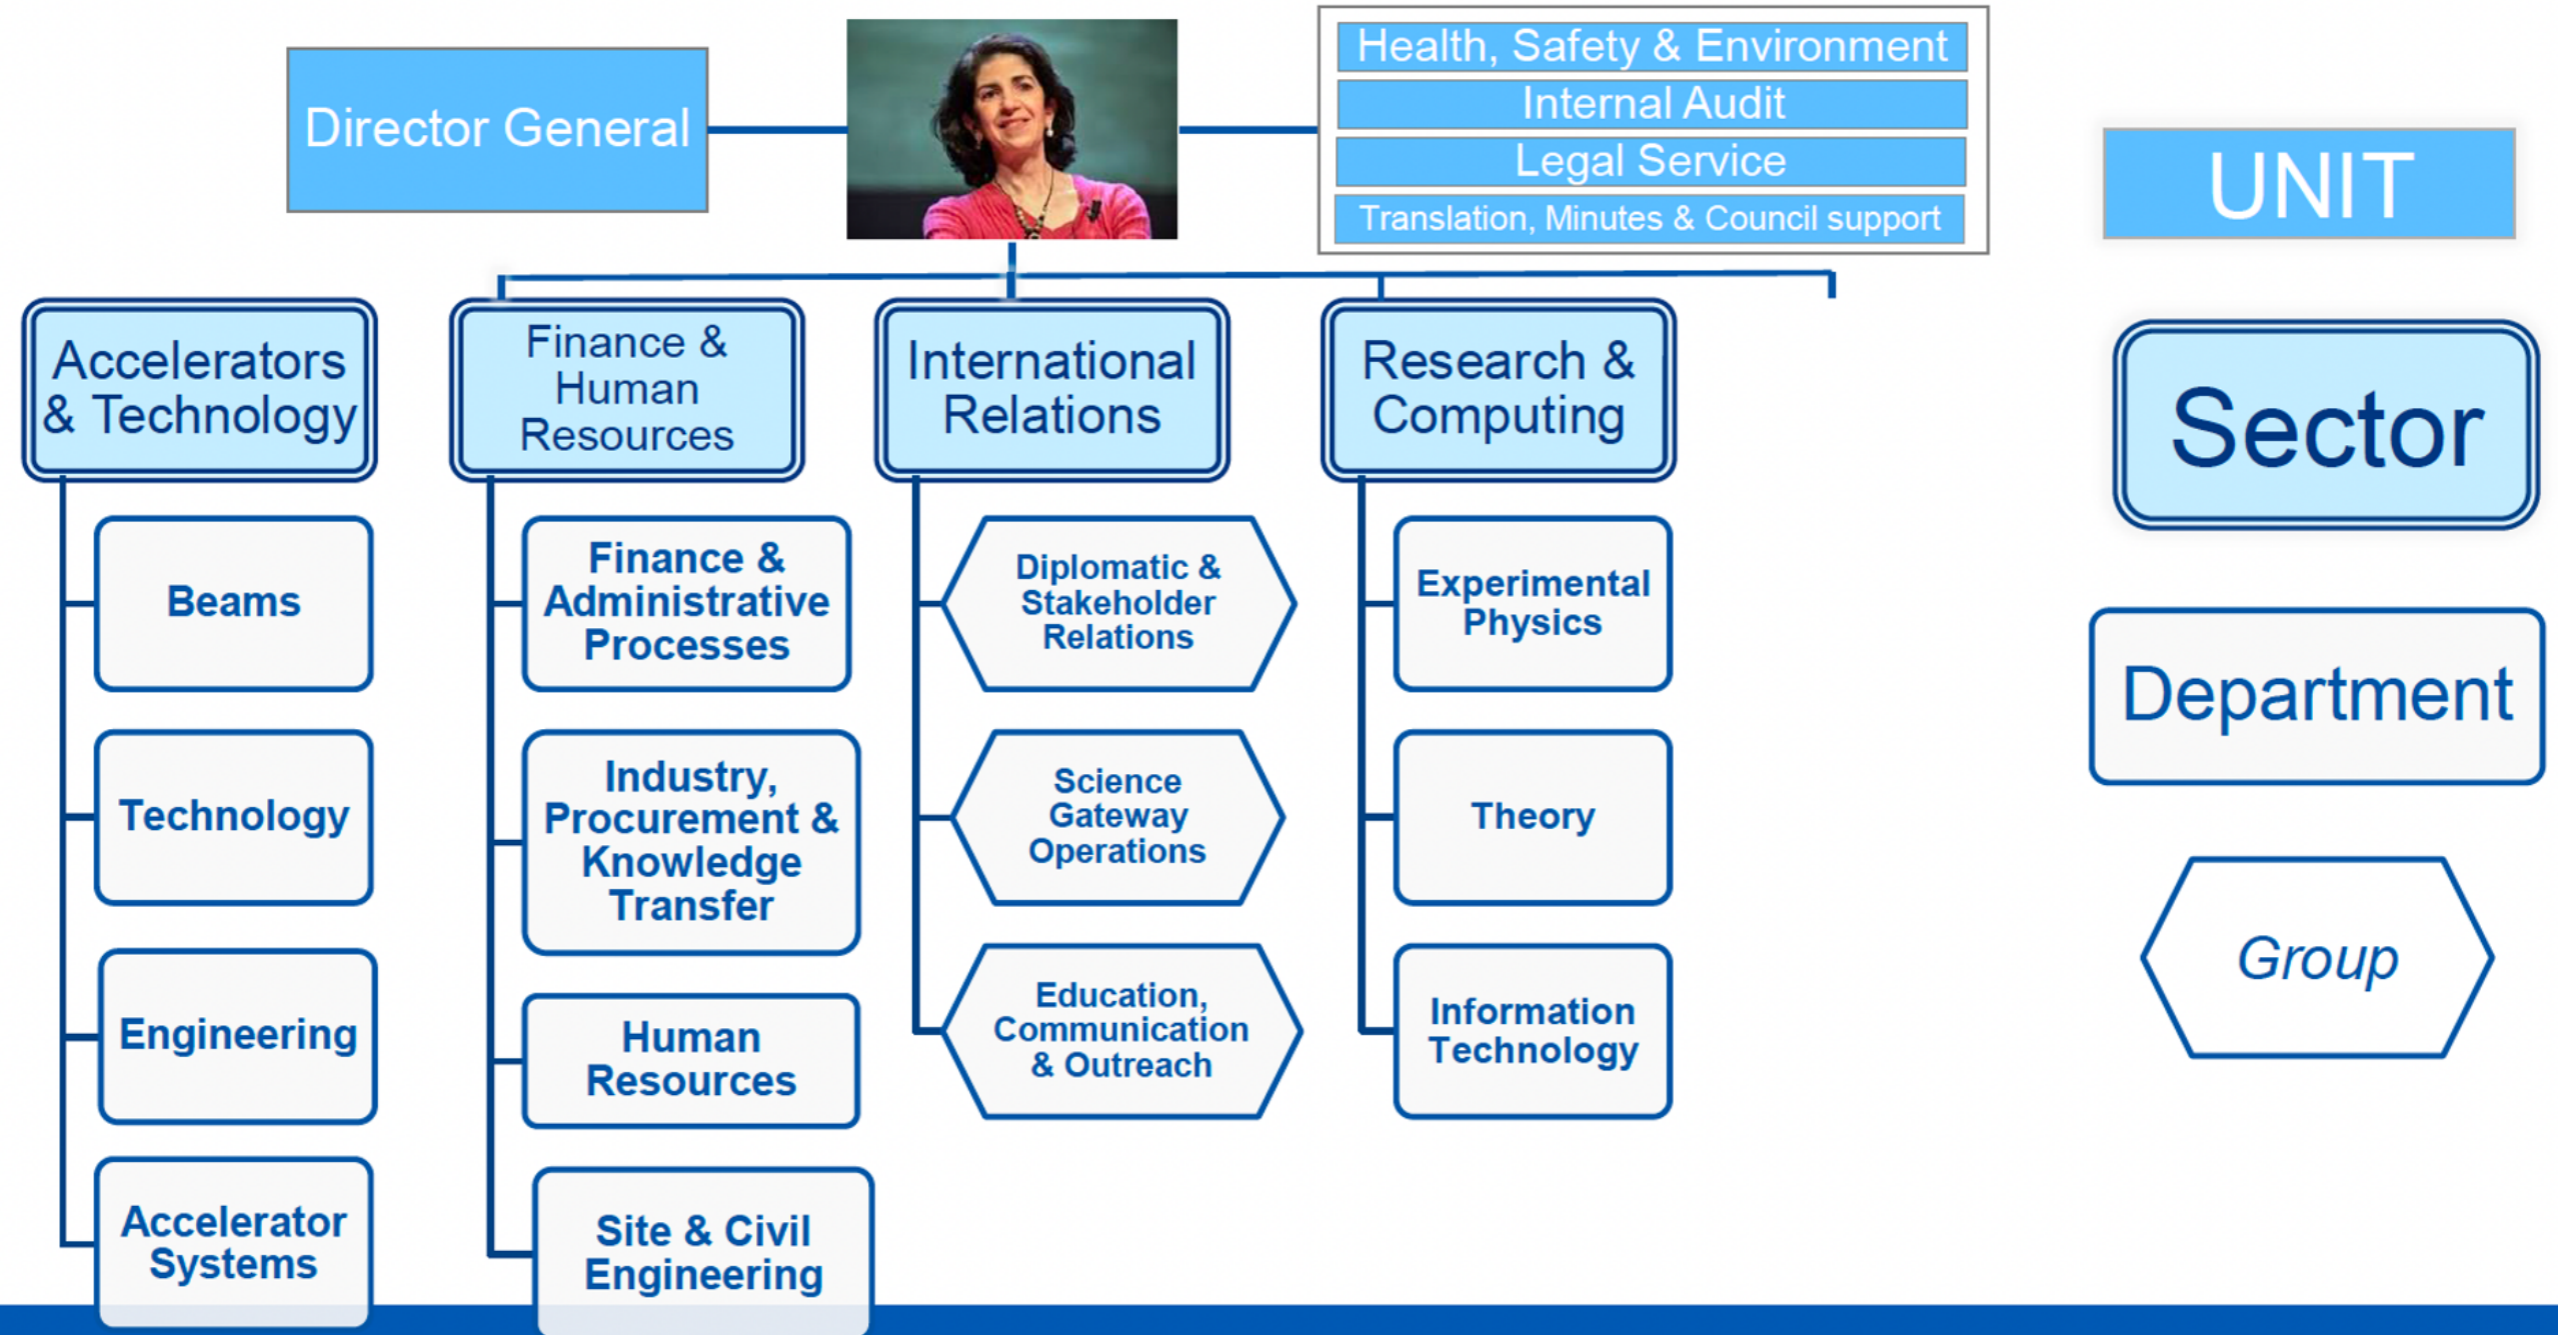 Director General
Health, Safety & Environment
Internal Audit
Legal Service
Translation, Minutes & Council support
UNIT
Sector
Department
Group
Accelerators
& Technology
Beams
Technology
Engineering
Accelerator
Systems
Finance &
Human
Resources
Finance &
Administrative
Processes
Industry,
Procurement &
Knowledge
Transfer
Human
Resources
Site & Civil
Engineering
International
Relations
Diplomatic &
Stakeholder
Relations
Science
Gateway
Operations
Education,
Communication
& Outreach
Research &
Computing
Experimental
Physics
Theory
Information
Technology